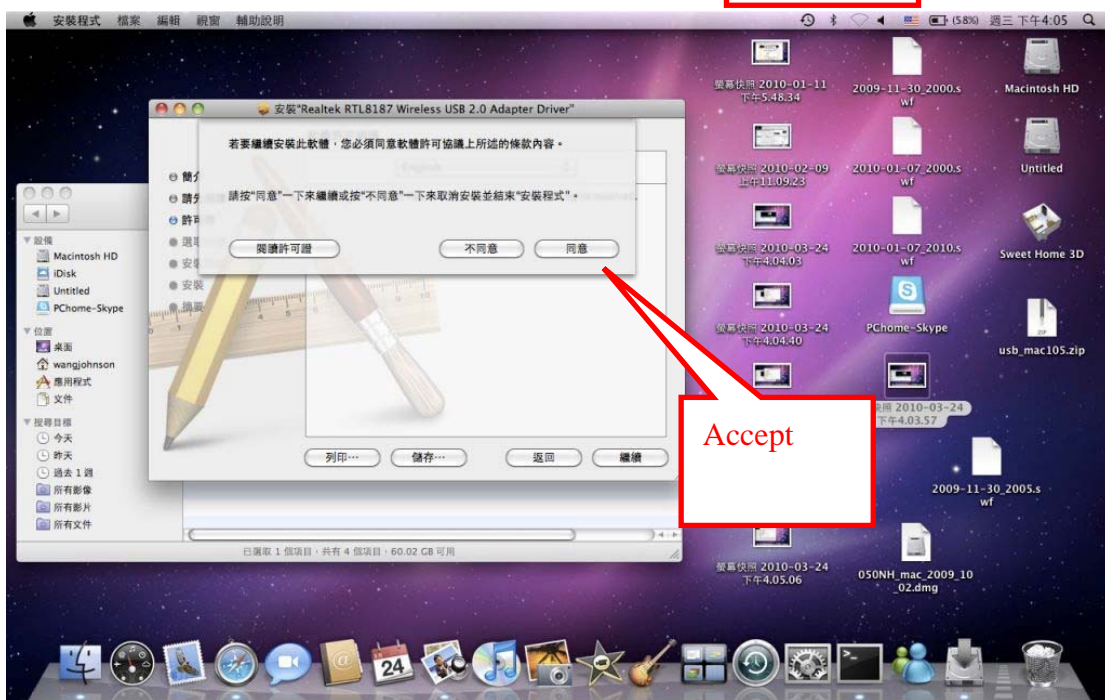 安裝程式 檔案 編輯 視窗 輔助說明
(58%) 週三下午4:05
安裝"Realtek RTL8187 Wireless USB 2.0 Adapter Driver"
若要繼續安裝此軟體，您必須同意軟體許可協議上所述的條款內容。
請按"同意"一下來繼續或按"不同意"一下來取消安裝並結束"安裝程式"。
閱讀許可證 不同意 同意
簡介
許可
安裝
摘要
列印⋯ 儲存⋯ 返回 繼續
設備
Macintosh HD
iDisk
Untitled
PChome-Skype
位置
桌面
wangjohnson
應用程式
文件
搜尋目標
今天
昨天
過去 1 週
所有影像
所有影片
所有文件
已選取 1 個項目，共有 4 個項目，60.02 GB 可用
Accept
螢幕快照 2010-01-11
下午5.48.34
2009-11-30_2000.s
wf
Macintosh HD
螢幕快照 2010-02-09
上午11.09.23
2010-01-07_2000.s
wf
Untitled
螢幕快照 2010-03-24
下午4.04.03
2010-01-07_2010.s
wf
Sweet Home 3D
螢幕快照 2010-03-24
下午4.04.40
PChome-Skype
ZIP
usb_mac105.zip
快照 2010-03-24
下午4.03.57
2009-11-30_2005.s
wf
螢幕快照 2010-03-24
下午4.05.06
050NH_mac_2009_10
_02.dmg
24